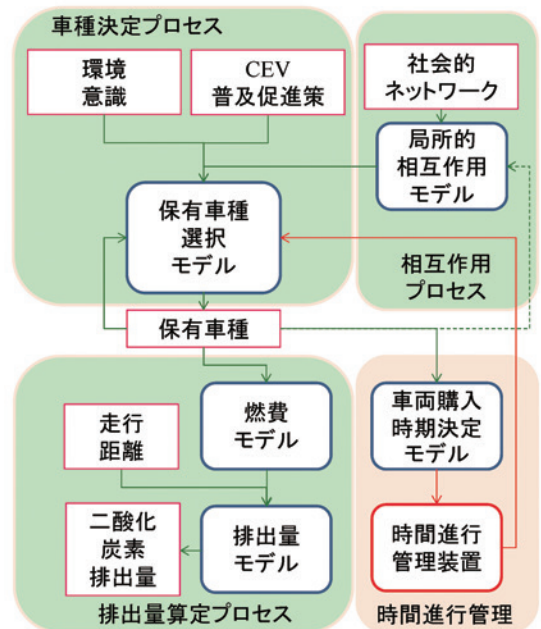 車種決定プロセス
環境
意識
CEV
普及促進策
社会的
ネットワーク
局所的
相互作用
モデル
保有車種
選択
モデル
相互作用
プロセス
保有車種
燃費
モデル
走行
距離
車両購入
時期決定
モデル
二酸化
炭素
排出量
排出量
モデル
時間進行
管理装置
排出量算定プロセス
時間進行管理